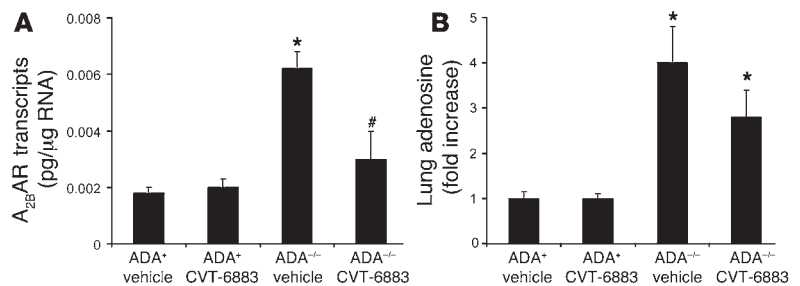 A
A2BAR transcripts
(pg/μg RNA)
0.008
0.006
0.004
0.002
0
*
#
ADA+
vehicle
ADA+
CVT-6883
ADA−/−
vehicle
ADA−/−
CVT-6883
B
Lung adenosine
(fold increase)
5
4
3
2
1
0
*
*
ADA+
vehicle
ADA+
CVT-6883
ADA−/−
vehicle
ADA−/−
CVT-6883